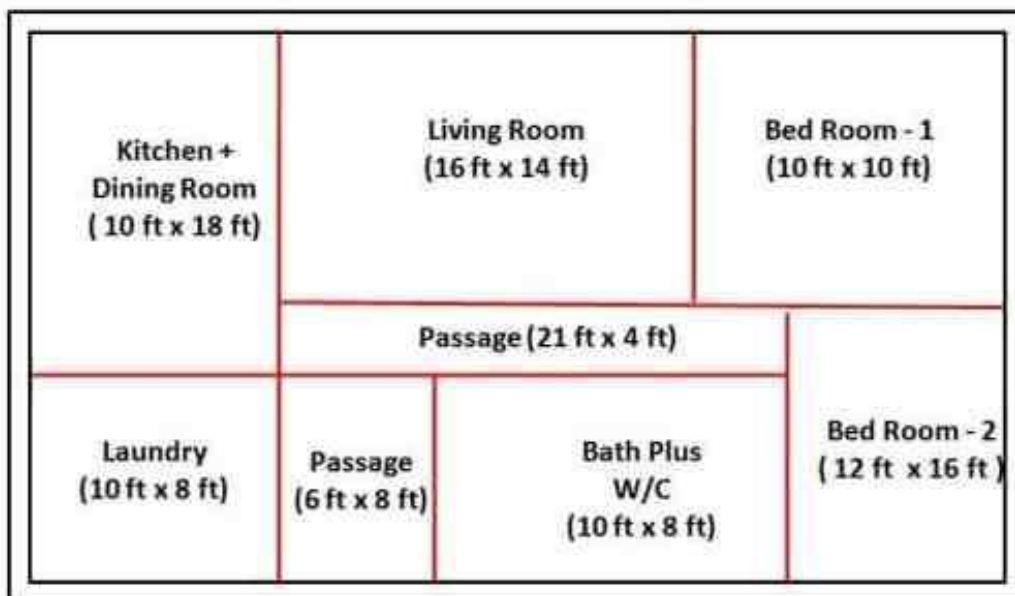 Kitchen +
Dining Room
( 10 ft x 18 ft)
Living Room
(16 ft x 14 ft)
Bed Room - 1
(10 ft x 10 ft)
Passage (21 ft x 4 ft)
Laundry
(10 ft x 8 ft)
Passage
(6 ft x 8 ft)
Bath Plus
W/C
(10 ft x 8 ft)
Bed Room - 2
( 12 ft x 16 ft )